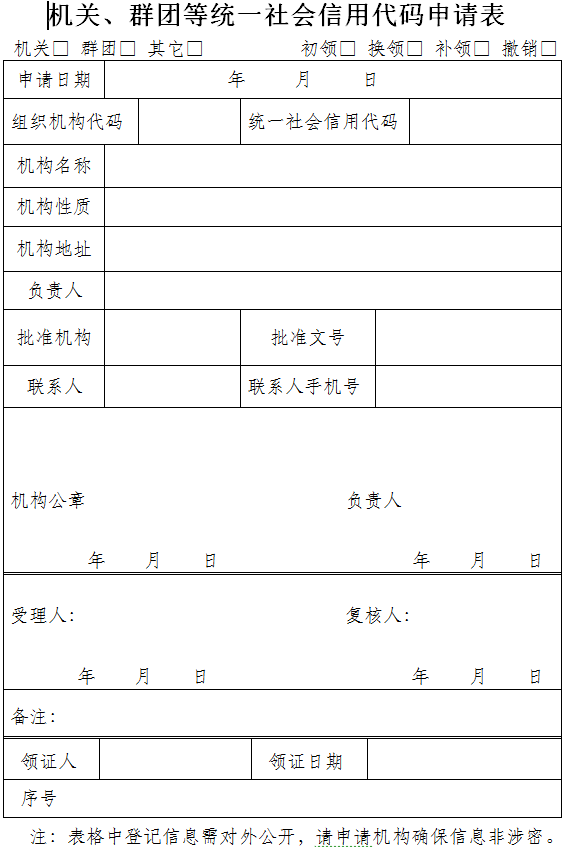 机关、群团等统一社会信用代码申请表
机关□ 群团□ 其它□ 初领□ 换领□ 补领□ 撤销□
申请日期 年 月 日
组织机构代码 统一社会信用代码
机构名称
机构性质
机构地址
负责人
批准机构 批准文号
联系人 联系人手机号
机构公章 负责人
年 月 日 年 月 日
受理人： 复核人：
年 月 日 年 月 日
备注：
领证人 领证日期
序号
注：表格中登记信息需对外公开，请申请机构确保信息非涉密。